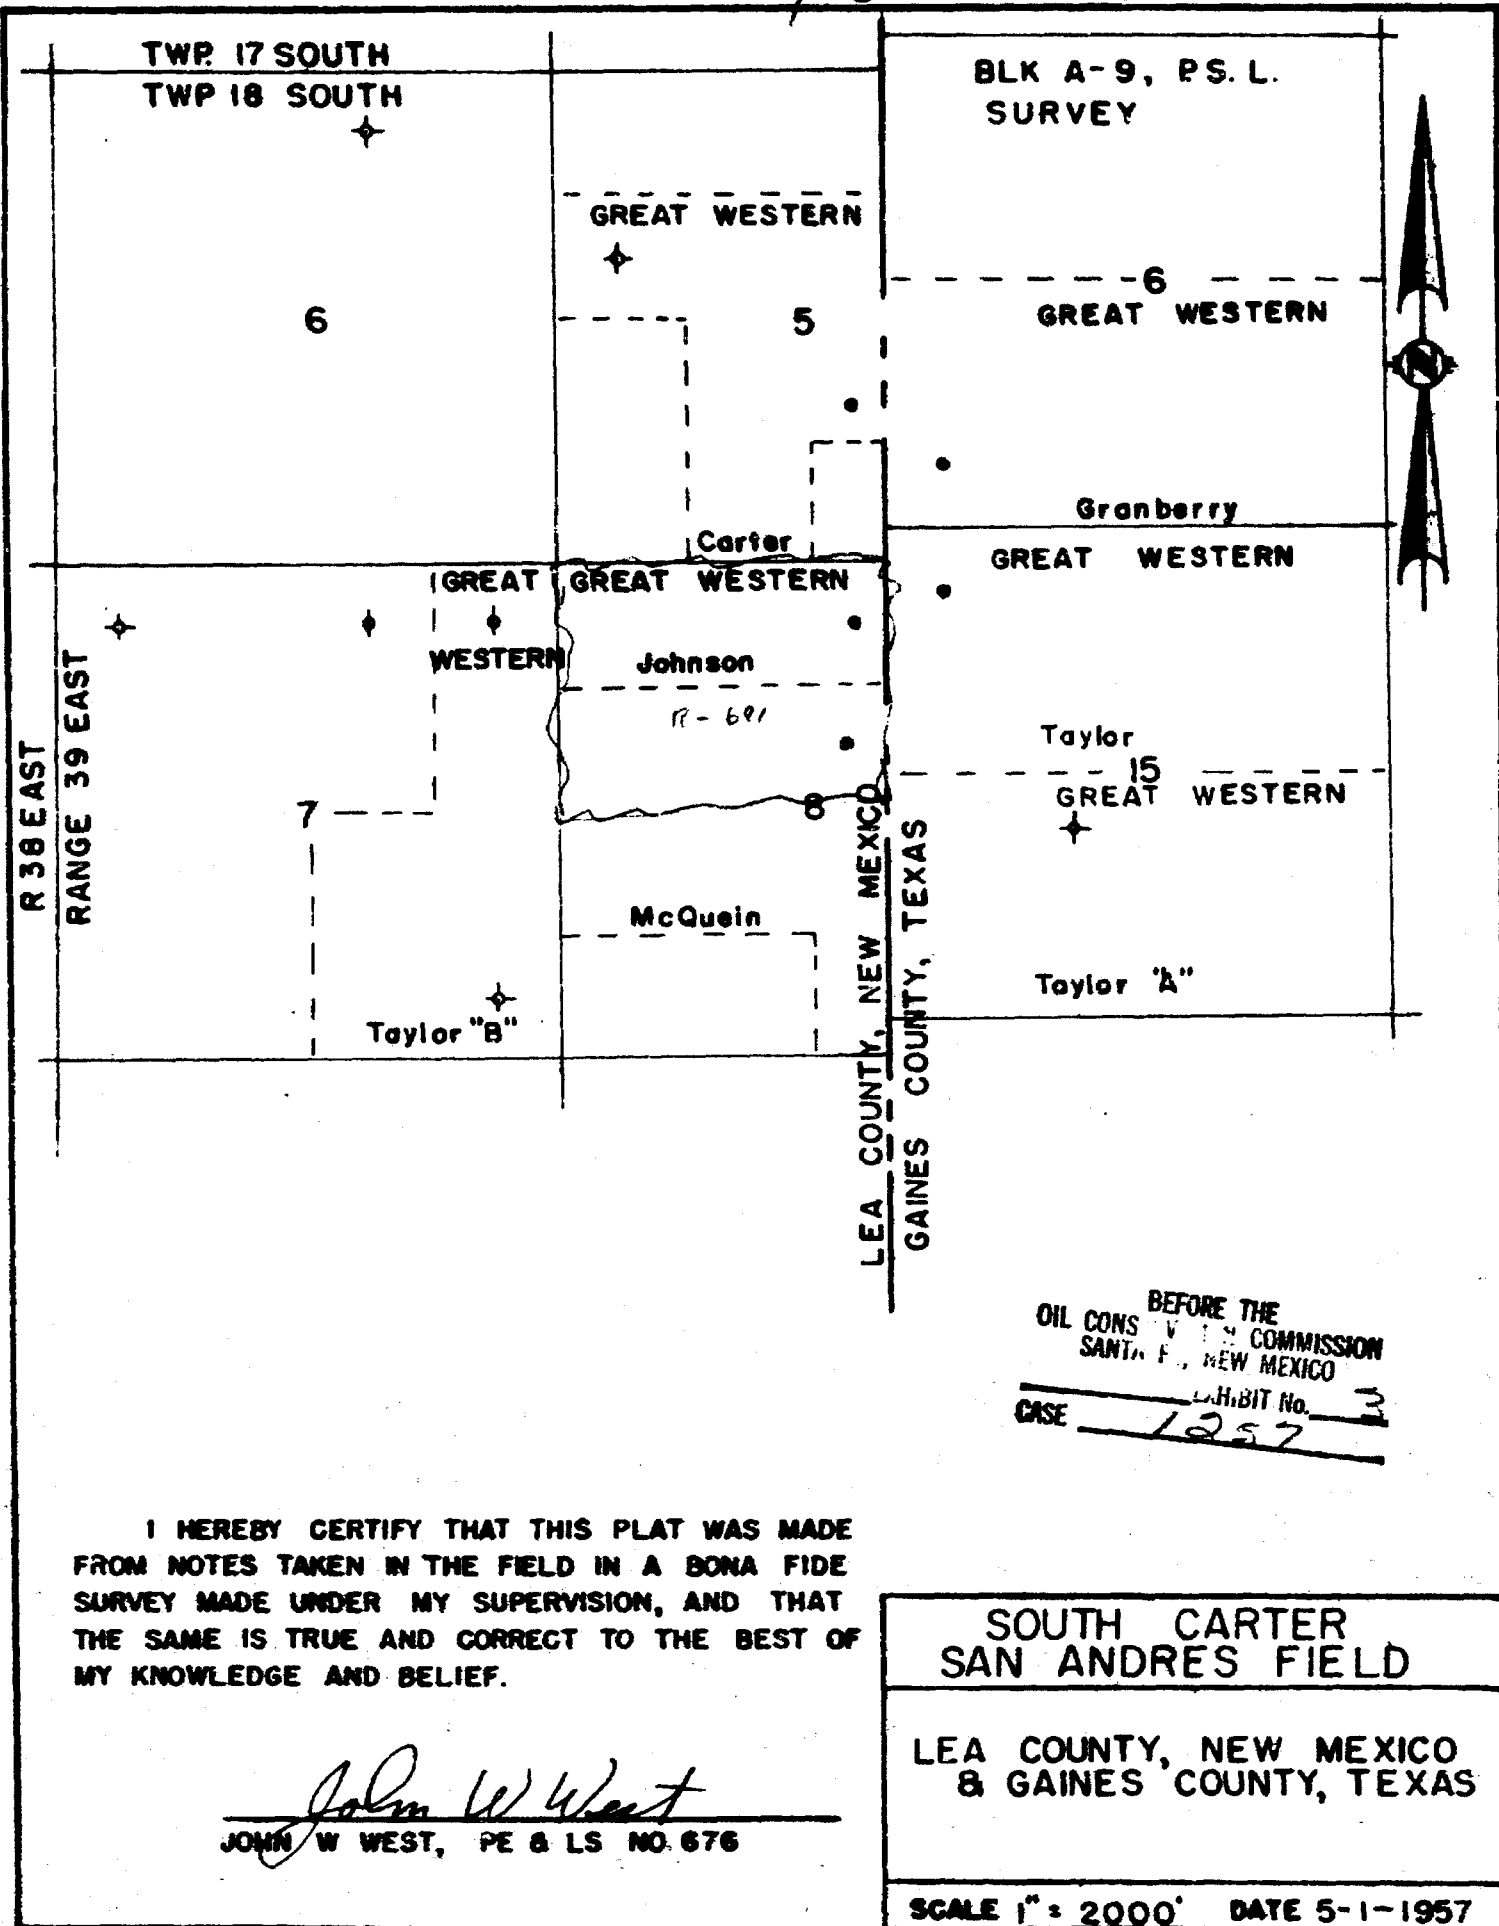 TWP. 17 SOUTH
TWP 18 SOUTH
BLK A-9, P.S.L.
SURVEY
GREAT WESTERN
6
GREAT WESTERN
6
5
Granberry
Carter
GREAT WESTERN
GREAT
GREAT WESTERN
WESTERN
Johnson
R-691
Taylor
15
GREAT WESTERN
R 38 EAST
RANGE 39 EAST
7
8
McQuein
Taylor "A"
Taylor "B"
LEA COUNTY, NEW MEXICO
GAINES COUNTY, TEXAS
N
BEFORE THE
OIL CONS COMMISSION
SANTA F , NEW MEXICO
EXHIBIT No. 3
CASE 1257
I HEREBY CERTIFY THAT THIS PLAT WAS MADE
FROM NOTES TAKEN IN THE FIELD IN A BONA FIDE
SURVEY MADE UNDER MY SUPERVISION, AND THAT
THE SAME IS TRUE AND CORRECT TO THE BEST OF
MY KNOWLEDGE AND BELIEF.
John W West
JOHN W WEST, PE & LS NO. 676
SOUTH CARTER
SAN ANDRES FIELD
LEA COUNTY, NEW MEXICO
& GAINES COUNTY, TEXAS
SCALE 1" = 2000' DATE 5-1-1957